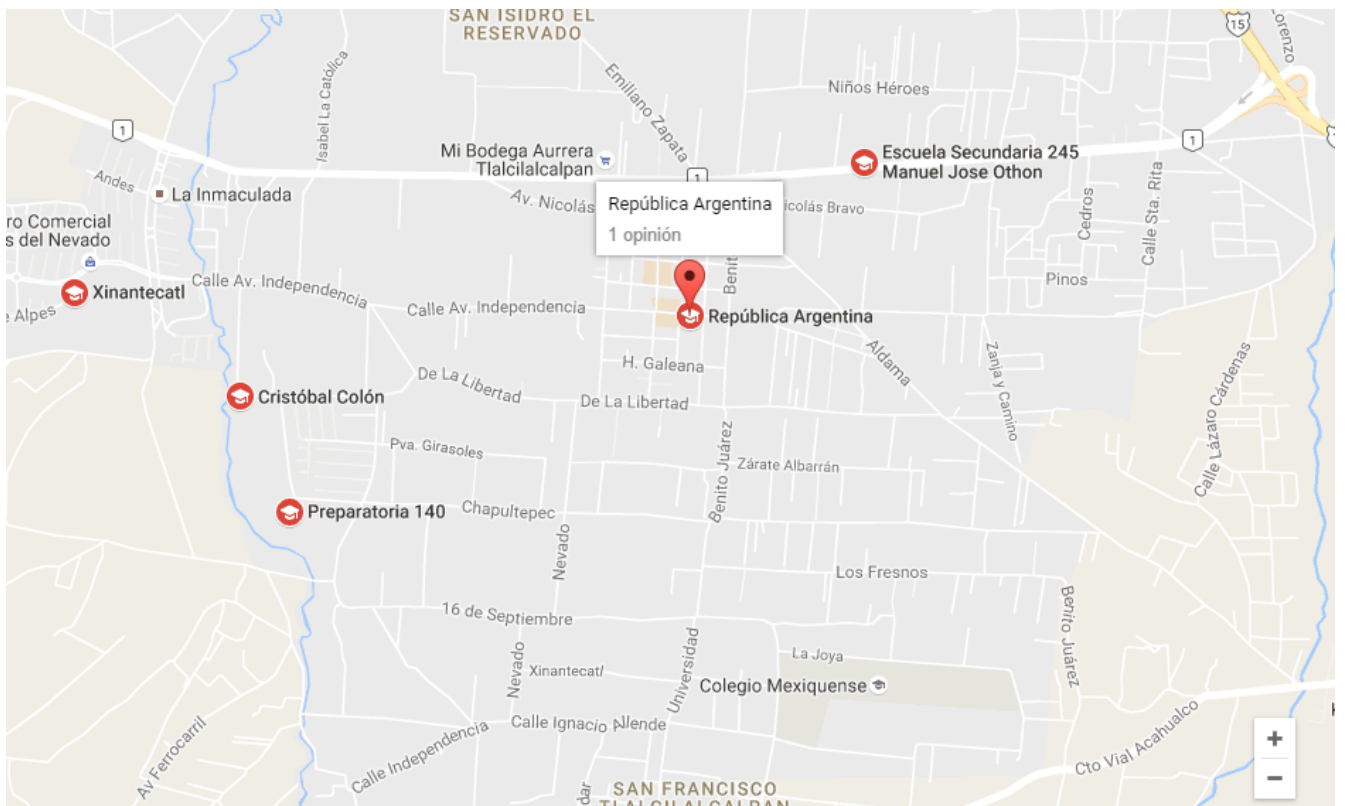 SAN ISIDRO EL
RESERVADO
15
Lorenzo
Isabel La Católica
Emiliano Zapata
Niños Héroes
1
1
Mi Bodega Aurrera
Tlalcilalcalpan
Escuela Secundaria 245
Manuel Jose Othon
1
Andes
La Inmaculada
Av. Nicolás
República Argentina
1 opinión
icolás Bravo
Cedros
Calle Sta. Rita
ro Comercial
s del Nevado
Xinantecatl
e Alpes
Calle Av. Independencia
Calle Av. Independencia
Benit
Pinos
República Argentina
H. Galeana
Aldama
Zanja y Camino
Calle Lázaro Cárdenas
Cristóbal Colón
De La Libertad
De La Libertad
Pva. Girasoles
Benito Juárez
Zárate Albarrán
Preparatoria 140
Chapultepec
Nevado
Los Fresnos
Benito Juárez
16 de Septiembre
Universidad
La Joya
Nevado
Xinantecatl
Colegio Mexiquense
Calle Ignacio Allende
Calle Independencia
Av Ferrocarril
Cto Vial Acahualco
+
−
dar
SAN FRANCISCO
TLALCILALCALPAN